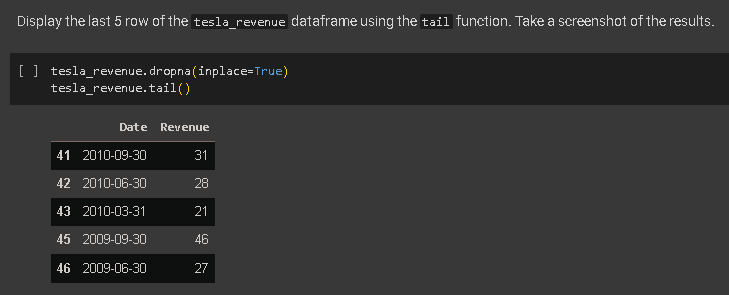 Display the last 5 row of the tesla_revenue dataframe using the tail function. Take a screenshot of the results.
[ ] tesla_revenue.dropna(inplace=True)
tesla_revenue.tail()
Date Revenue
41 2010-09-30 31
42 2010-06-30 28
43 2010-03-31 21
45 2009-09-30 46
46 2009-06-30 27